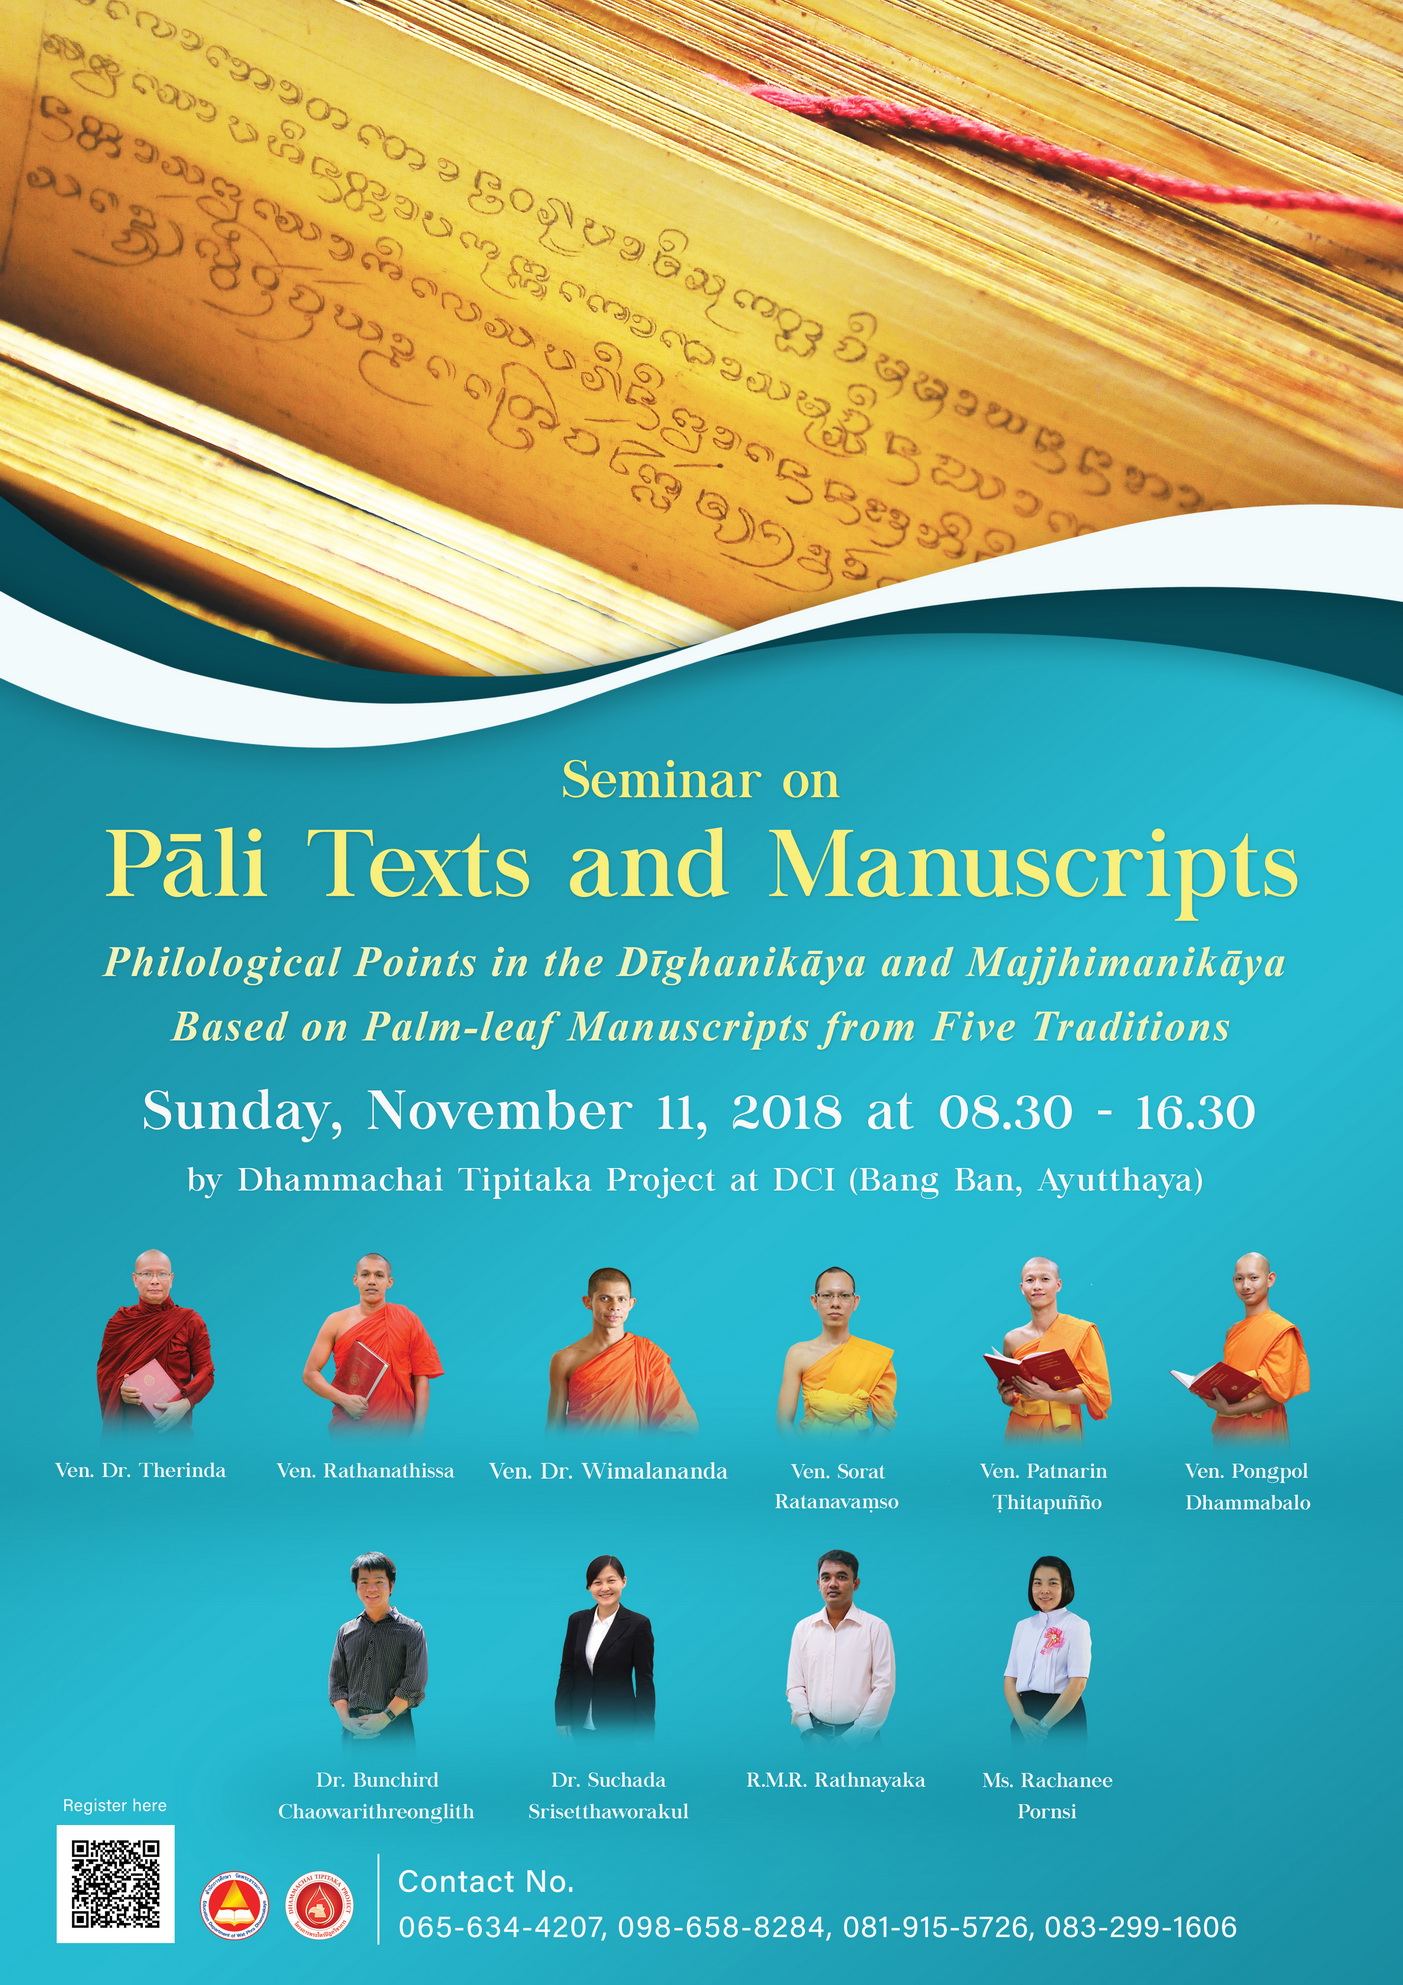 Seminar on
Pāli Texts and Manuscripts
Philological Points in the Dīghanikāya and Majjhimanikāya
Based on Palm-leaf Manuscripts from Five Traditions
Sunday, November 11, 2018 at 08.30 - 16.30
by Dhammachai Tipitaka Project at DCI (Bang Ban, Ayutthaya)
Ven. Dr. Therinda
Ven. Rathanathissa
Ven. Dr. Wimalananda
Ven. Sorat
Ratanavaṃso
Ven. Patnarin
Ṭhitapuñño
Ven. Pongpol
Dhammabalo
Dr. Bunchird
Chaowarithreonglith
Dr. Suchada
Srisetthaworakul
R.M.R. Rathnayaka
Ms. Rachanee
Pornsi
Register here
DHAMMACHAI TIPITAKA PROJECT
Contact No.
065-634-4207, 098-658-8284, 081-915-5726, 083-299-1606